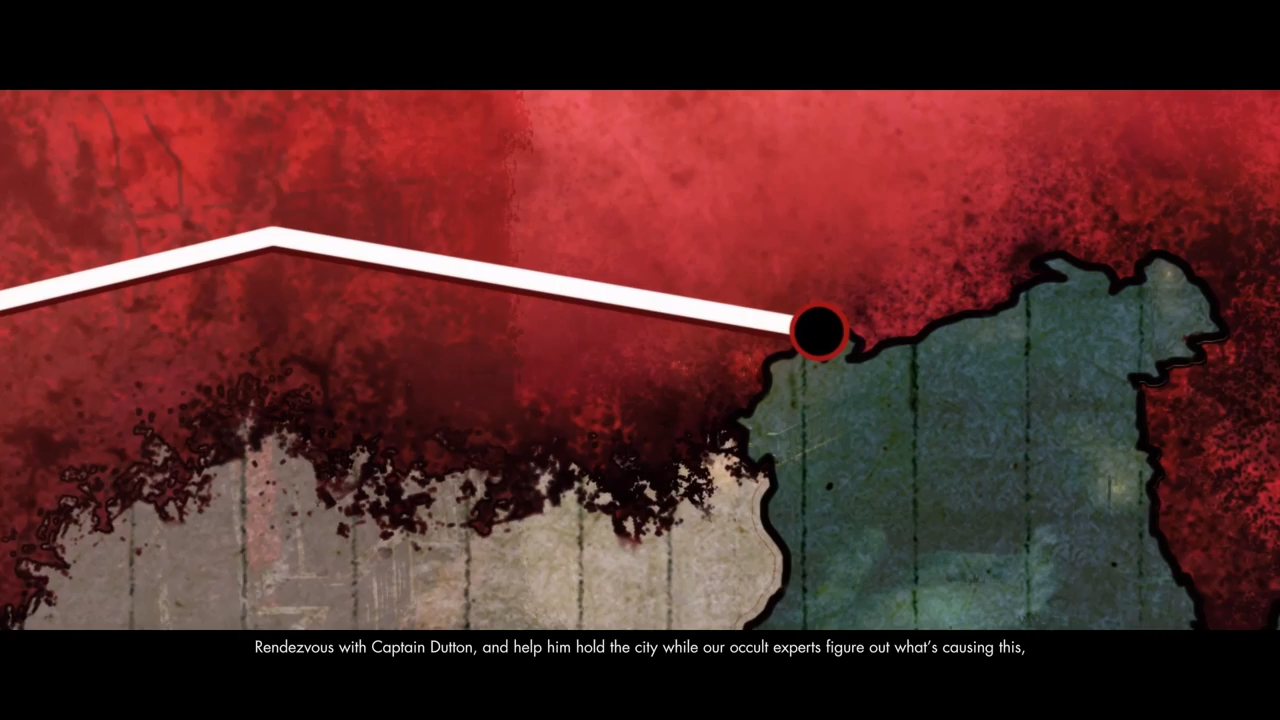 Rendezvous with Captain Dutton, and help him hold the city while our occult experts figure out what's causing this,